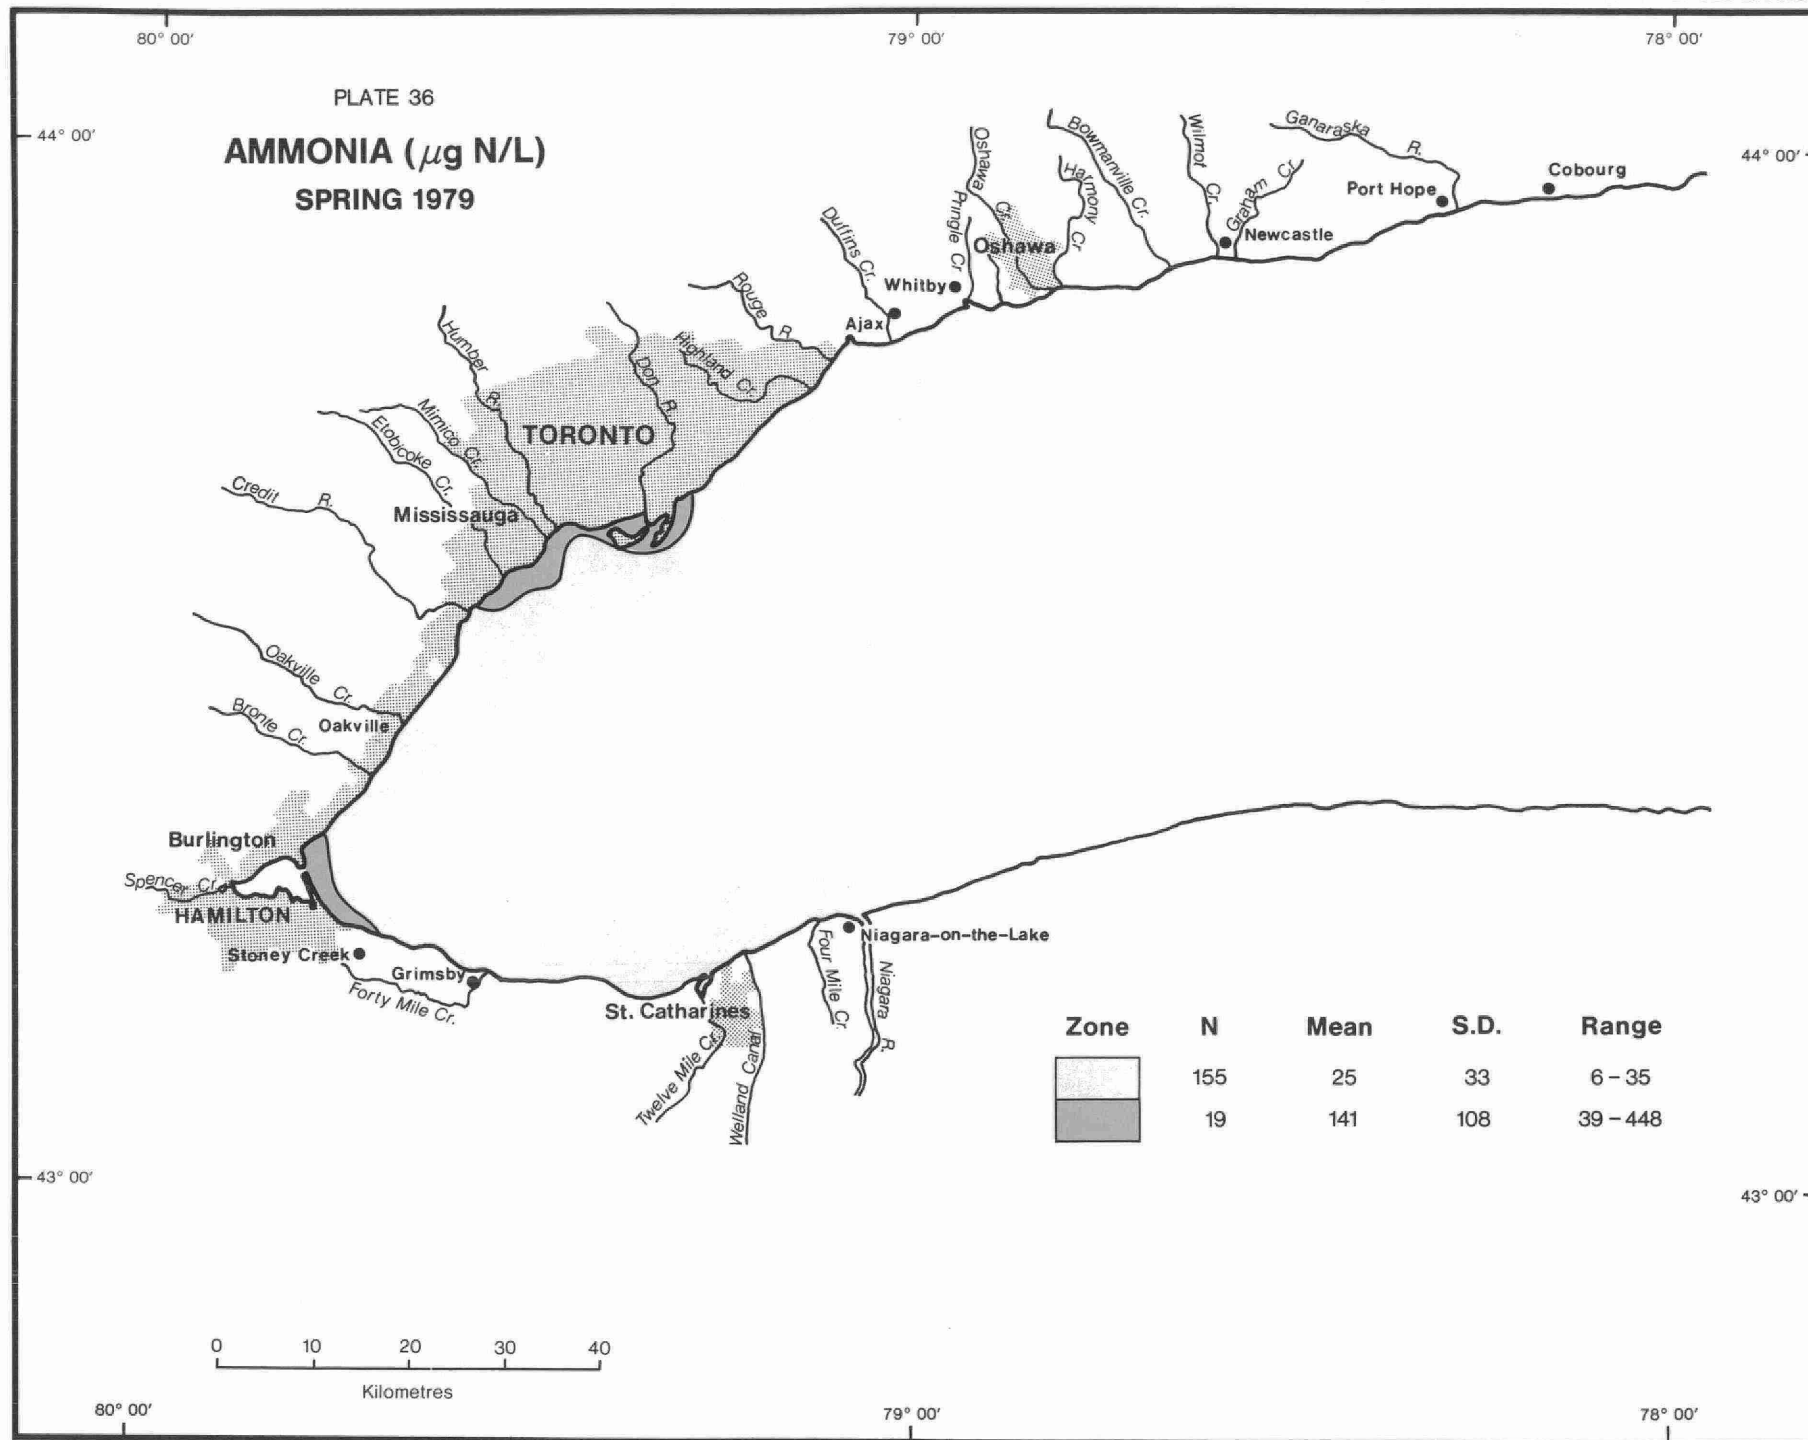 80° 00′ 79° 00′ 78° 00′
PLATE 36
AMMONIA (μg N/L)
SPRING 1979
44° 00′
44° 00′
Ganaraska R.
Cobourg
Port Hope
Wilmot Cr.
Graham Cr.
Newcastle
Bowmanville Cr.
Harmony Cr.
Oshawa Cr.
Oshawa
Pringle Cr.
Whitby
Duffins Cr.
Ajax
Rouge R.
Highland Cr.
Don R.
Humber R.
TORONTO
Mimico Cr.
Etobicoke Cr.
Mississauga
Credit R.
Oakville Cr.
Oakville
Bronte Cr.
Burlington
Spencer Cr.
HAMILTON
Stoney Creek
Grimsby
Forty Mile Cr.
St. Catharines
Twelve Mile Cr.
Welland Canal
Four Mile Cr.
Niagara-on-the-Lake
Niagara R.
Zone N Mean S.D. Range
155 25 33 6 – 35
19 141 108 39 – 448
43° 00′
43° 00′
0 10 20 30 40
Kilometres
80° 00′ 79° 00′ 78° 00′